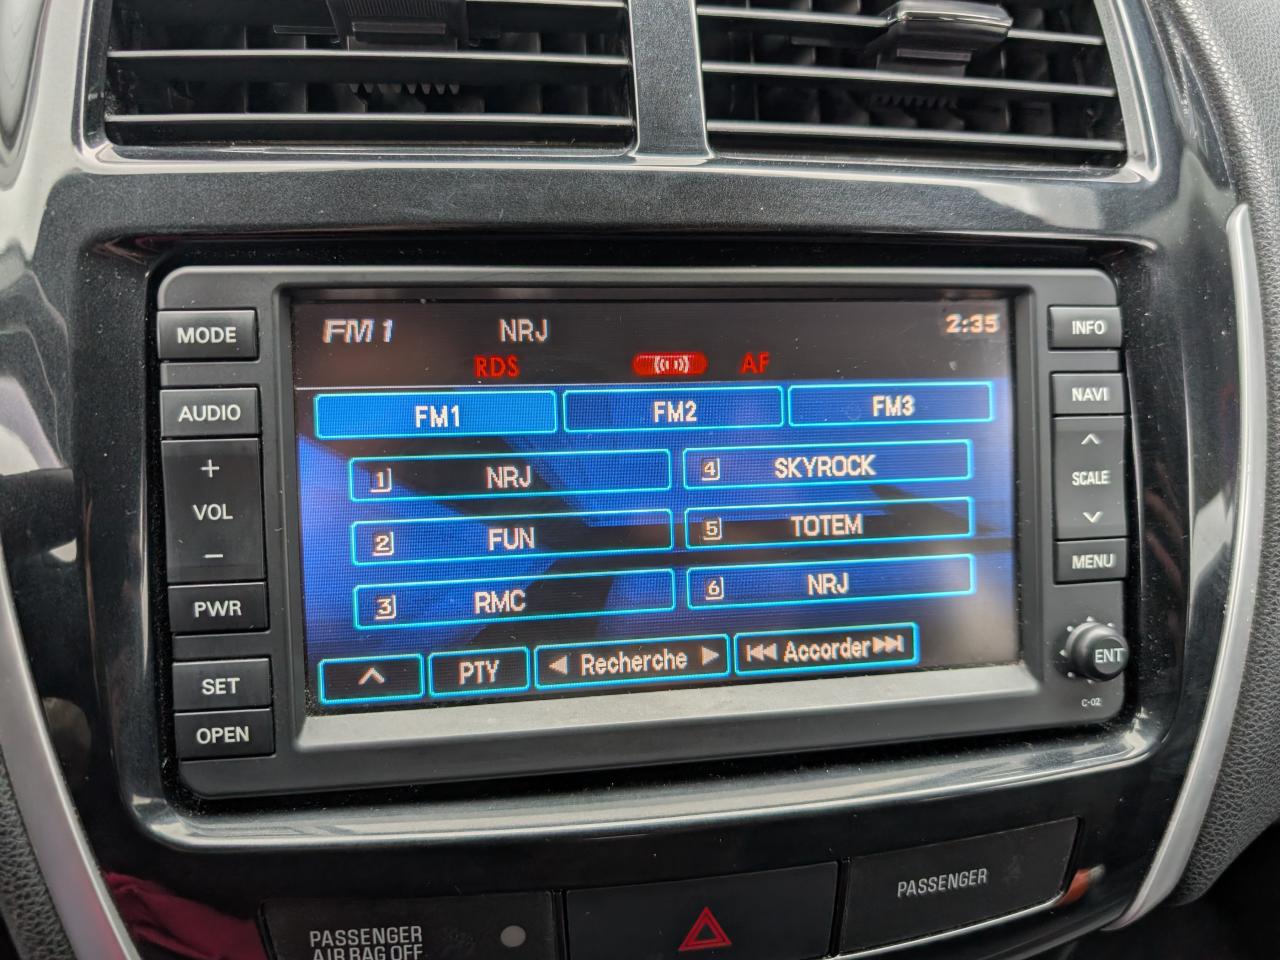 FM1 NRJ 2:35
RDS AF
FM1 FM2 FM3
1 NRJ 4 SKYROCK
2 FUN 5 TOTEM
3 RMC 6 NRJ
PTY Recherche Accorder
MODE
AUDIO
+
VOL
−
PWR
SET
OPEN
INFO
NAVI
SCALE
MENU
ENT
C-02
PASSENGER
AIR BAG OFF
PASSENGER